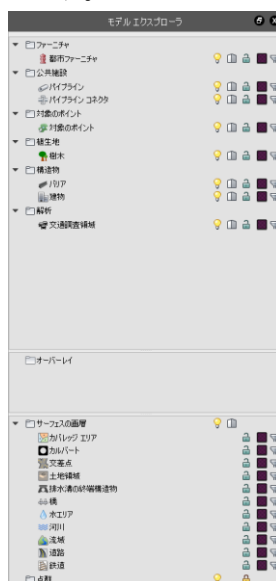 モデル エクスプローラ
ファーニチャ
都市ファーニチャ
公共施設
パイプライン
パイプライン コネクタ
対象のポイント
対象のポイント
植生地
樹木
構造物
バリア
建物
解析
交通調査領域
オーバーレイ
サーフェスの画層
カバレッジ エリア
カルバート
交差点
土地領域
排水溝の終端構造物
橋
水エリア
河川
流域
道路
鉄道
点群